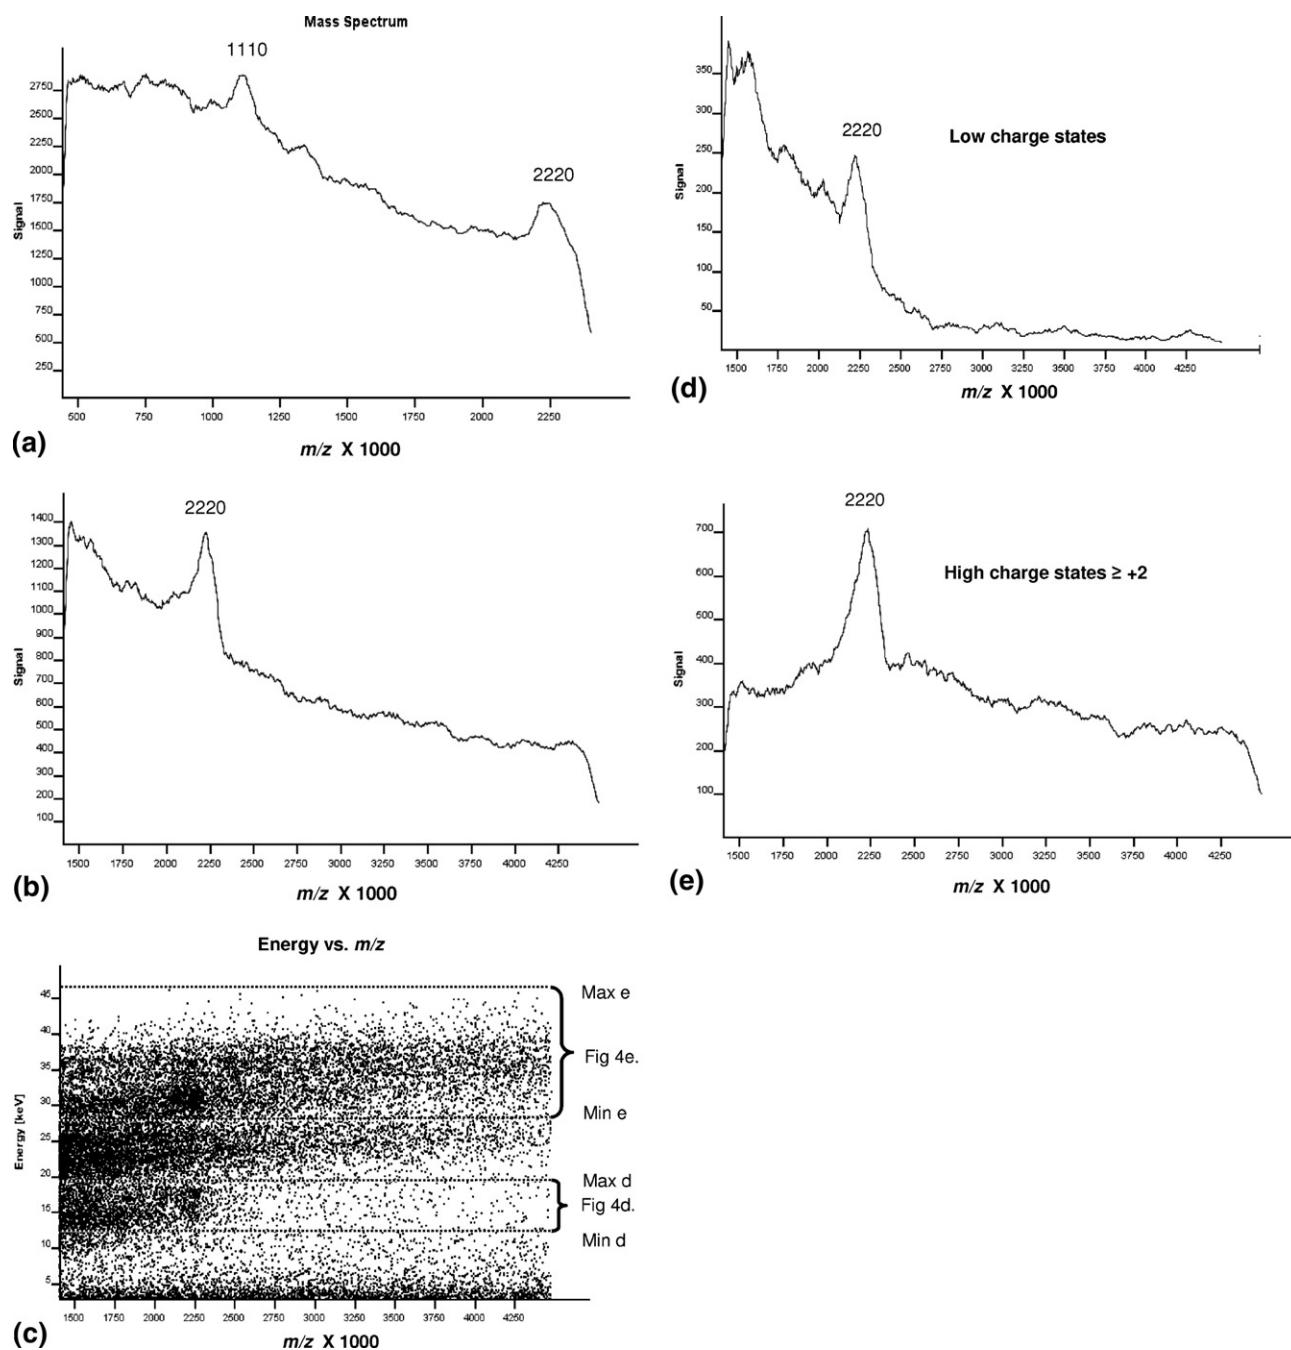 Mass Spectrum
1110
2220
2750
2500
2250
2000
1750
1500
1250
1000
750
500
250
Signal
500 750 1000 1250 1500 1750 2000 2250
m/z X 1000
(a)
2220
1400
1300
1200
1100
1000
900
800
700
600
500
400
300
200
100
Signal
1500 1750 2000 2250 2500 2750 3000 3250 3500 3750 4000 4250
m/z X 1000
(b)
Energy vs. m/z
45
40
35
30
25
20
15
10
5
Energy [keV]
Max e
Fig 4e.
Min e
Max d
Fig 4d.
Min d
1500 1750 2000 2250 2500 2750 3000 3250 3500 3750 4000 4250
m/z X 1000
(c)
2220
Low charge states
350
300
250
200
150
100
50
Signal
1500 1750 2000 2250 2500 2750 3000 3250 3500 3750 4000 4250
m/z X 1000
(d)
2220
High charge states ≥ +2
700
600
500
400
300
200
100
Signal
1500 1750 2000 2250 2500 2750 3000 3250 3500 3750 4000 4250
m/z X 1000
(e)